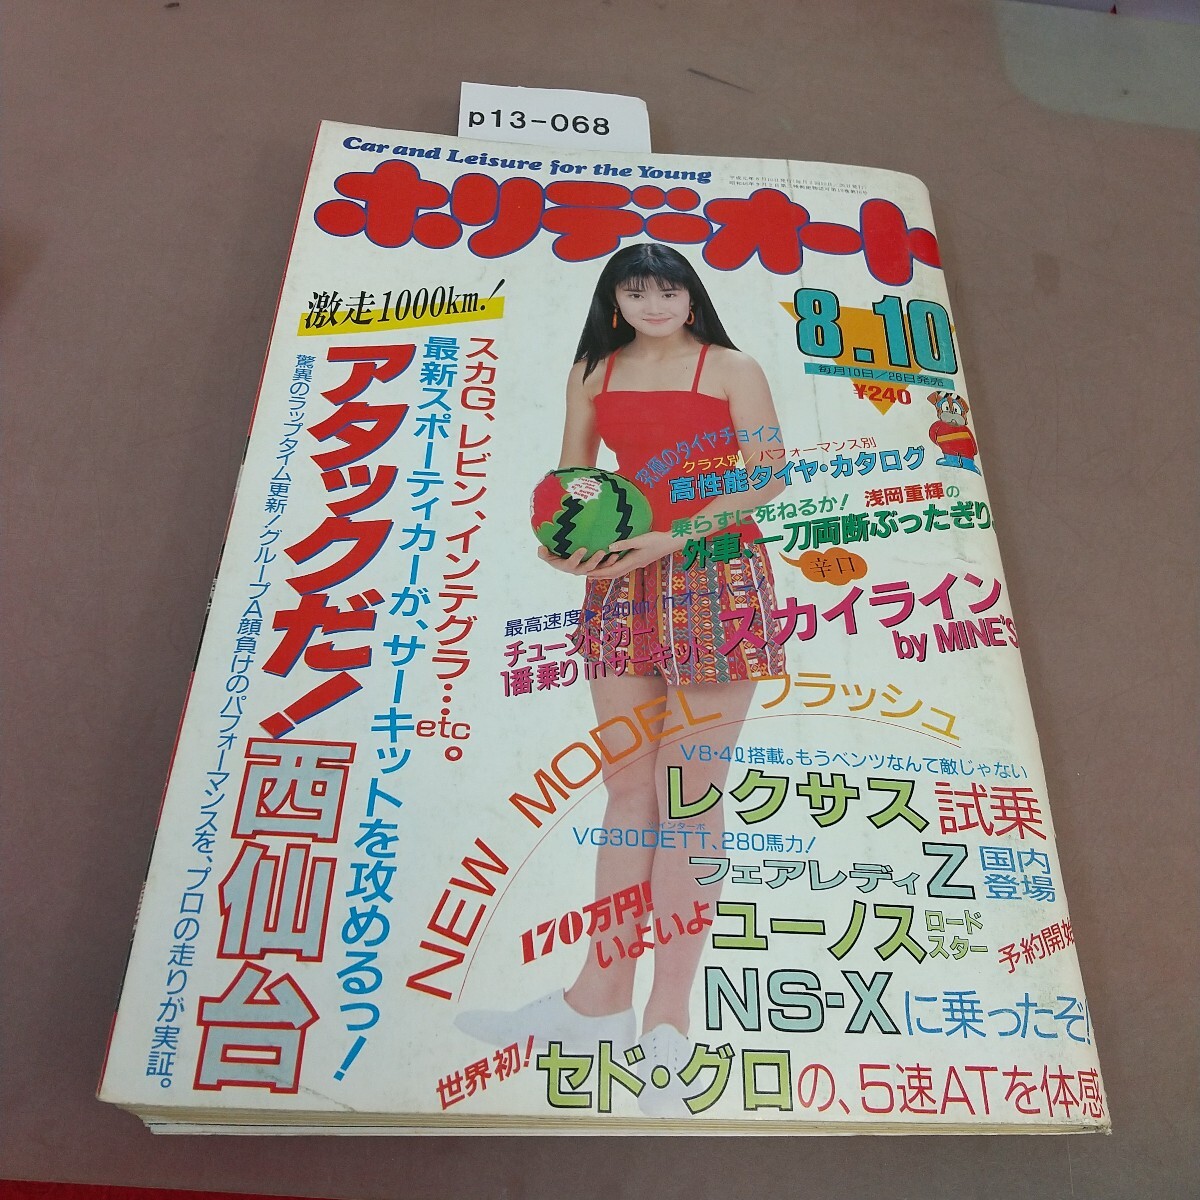 p13-068
Car and Leisure for the Young
ホリデーオート
8.10
毎月10日/26日発売
¥240
激走1000km!
スカG、レビン、インテグラ…etc。
最新スポーティカーが、サーキットを攻めるっ!
アタックだ!西仙台
驚異のラップタイム更新!グループA顔負けのパフォーマンスを、プロの走りが実証。
究極のタイヤチョイス
クラス別/パフォーマンス別
高性能タイヤ・カタログ
乗らずに死ねるか!浅岡重輝の
外車、一刀両断ぶったぎり
辛口
最高速度▶240km/hオーバー!
チューンド・カー
1番乗りinサーキット
スカイライン
by MINE'S
NEW MODEL フラッシュ
V8・4ℓ搭載。もうベンツなんて敵じゃない
レクサス試乗
VG30DETT、280馬力!
フェアレディZ国内登場
170万円!
いよいよユーノスロードスター予約開始
NS-Xに乗ったぞ!
世界初!セド・グロの、5速ATを体感